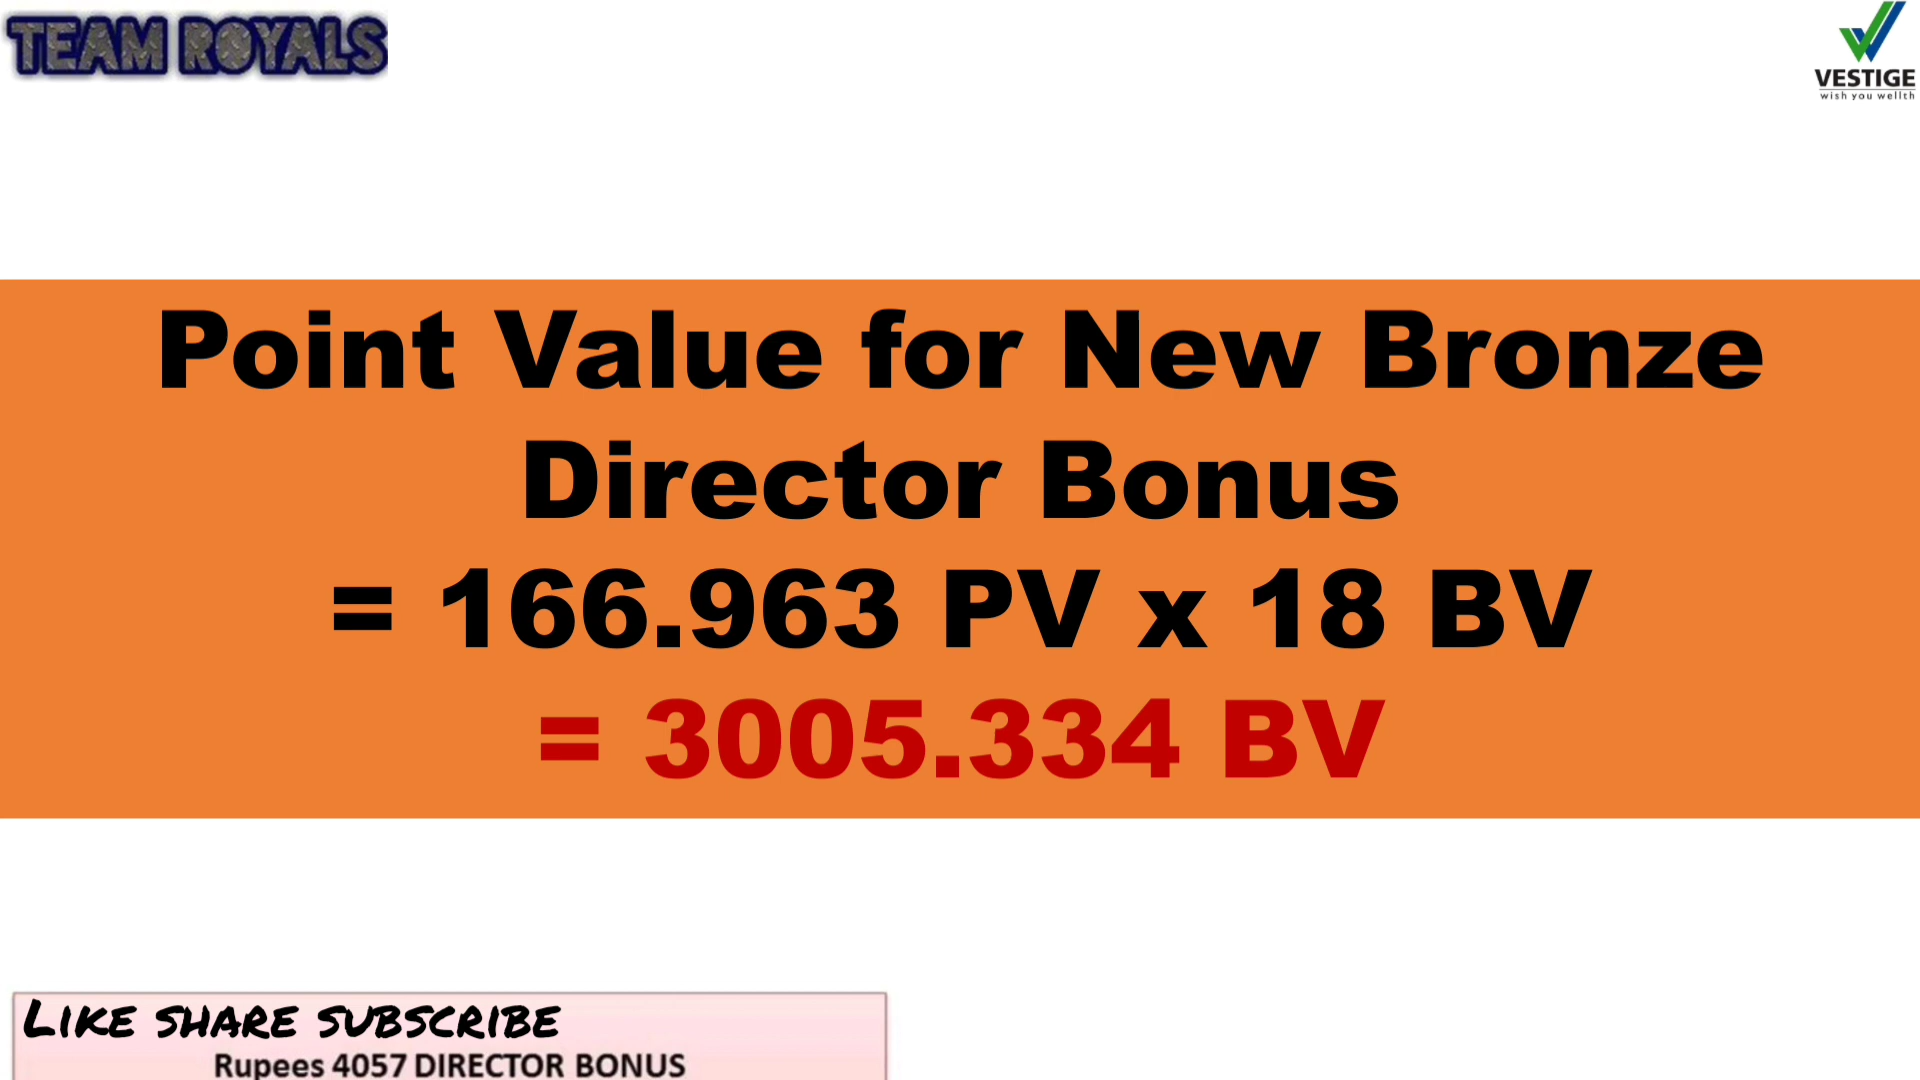 TEAM ROYALS
VESTIGE
wish you wellth
Point Value for New Bronze
Director Bonus
= 166.963 PV x 18 BV
= 3005.334 BV
LIKE SHARE SUBSCRIBE
Rupees 4057 DIRECTOR BONUS